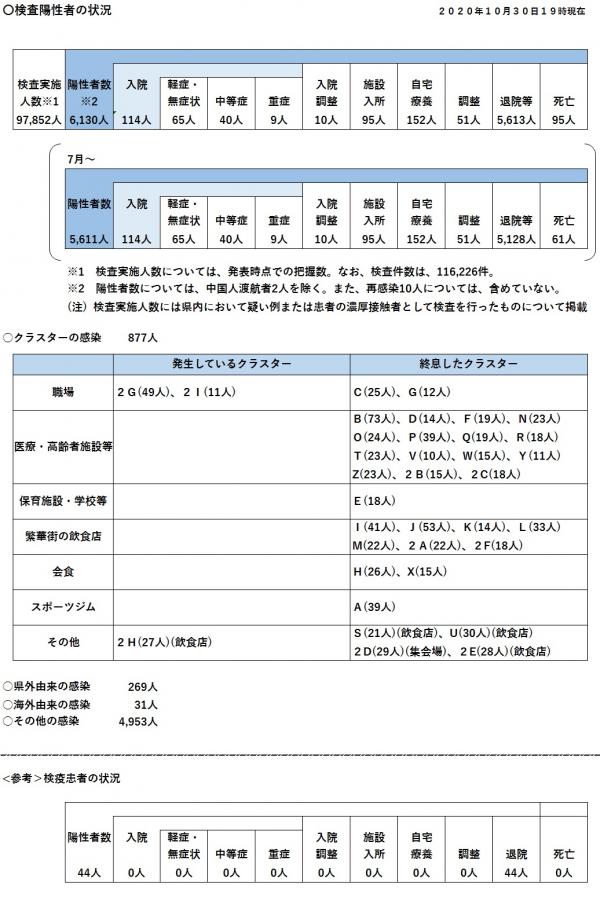 〇検査陽性者の状況
２０２０年１０月３０日１９時現在
検査実施人数※1 陽性者数※2 入院 軽症・無症状 中等症 重症 入院調整 施設入所 自宅療養 調整 退院等 死亡
97,852人 6,130人 114人 65人 40人 9人 10人 95人 152人 51人 5,613人 95人
7月～
陽性者数 入院 軽症・無症状 中等症 重症 入院調整 施設入所 自宅療養 調整 退院等 死亡
5,611人 114人 65人 40人 9人 10人 95人 152人 51人 5,128人 61人
※1　検査実施人数については、発表時点での把握数。なお、検査件数は、116,226件。
※2　陽性者数については、中国人渡航者2人を除く。また、再感染10人については、含めていない。
（注）検査実施人数には県内において疑い例または患者の濃厚接触者として検査を行ったものについて掲載
〇クラスターの感染　877人
発生しているクラスター 終息したクラスター
職場 ２Ｇ(49人)、２Ｉ(11人) Ｃ(25人)、Ｇ(12人)
医療・高齢者施設等 Ｂ(73人)、Ｄ(14人)、Ｆ(19人)、Ｎ(23人)
Ｏ(24人)、Ｐ(39人)、Ｑ(19人)、Ｒ(18人)
Ｔ(23人)、Ｖ(10人)、Ｗ(15人)、Ｙ(11人)
Z(23人)、２Ｂ(15人)、２Ｃ(18人)
保育施設・学校等 Ｅ(18人)
繁華街の飲食店 Ｉ(41人)、Ｊ(53人)、Ｋ(14人)、Ｌ(33人)
Ｍ(22人)、２Ａ(22人)、２Ｆ(18人)
会食 Ｈ(26人)、Ｘ(15人)
スポーツジム Ａ(39人)
その他 ２Ｈ(27人)(飲食店) Ｓ(21人)(飲食店)、Ｕ(30人)(飲食店)
２Ｄ(29人)(集会場)、２Ｅ(28人)(飲食店)
〇県外由来の感染　269人
〇海外由来の感染　31人
〇その他の感染　4,953人
＜参考＞検疫患者の状況
陽性者数 入院 軽症・無症状 中等症 重症 入院調整 施設入所 自宅療養 調整 退院 死亡
44人 0人 0人 0人 0人 0人 0人 0人 0人 44人 0人